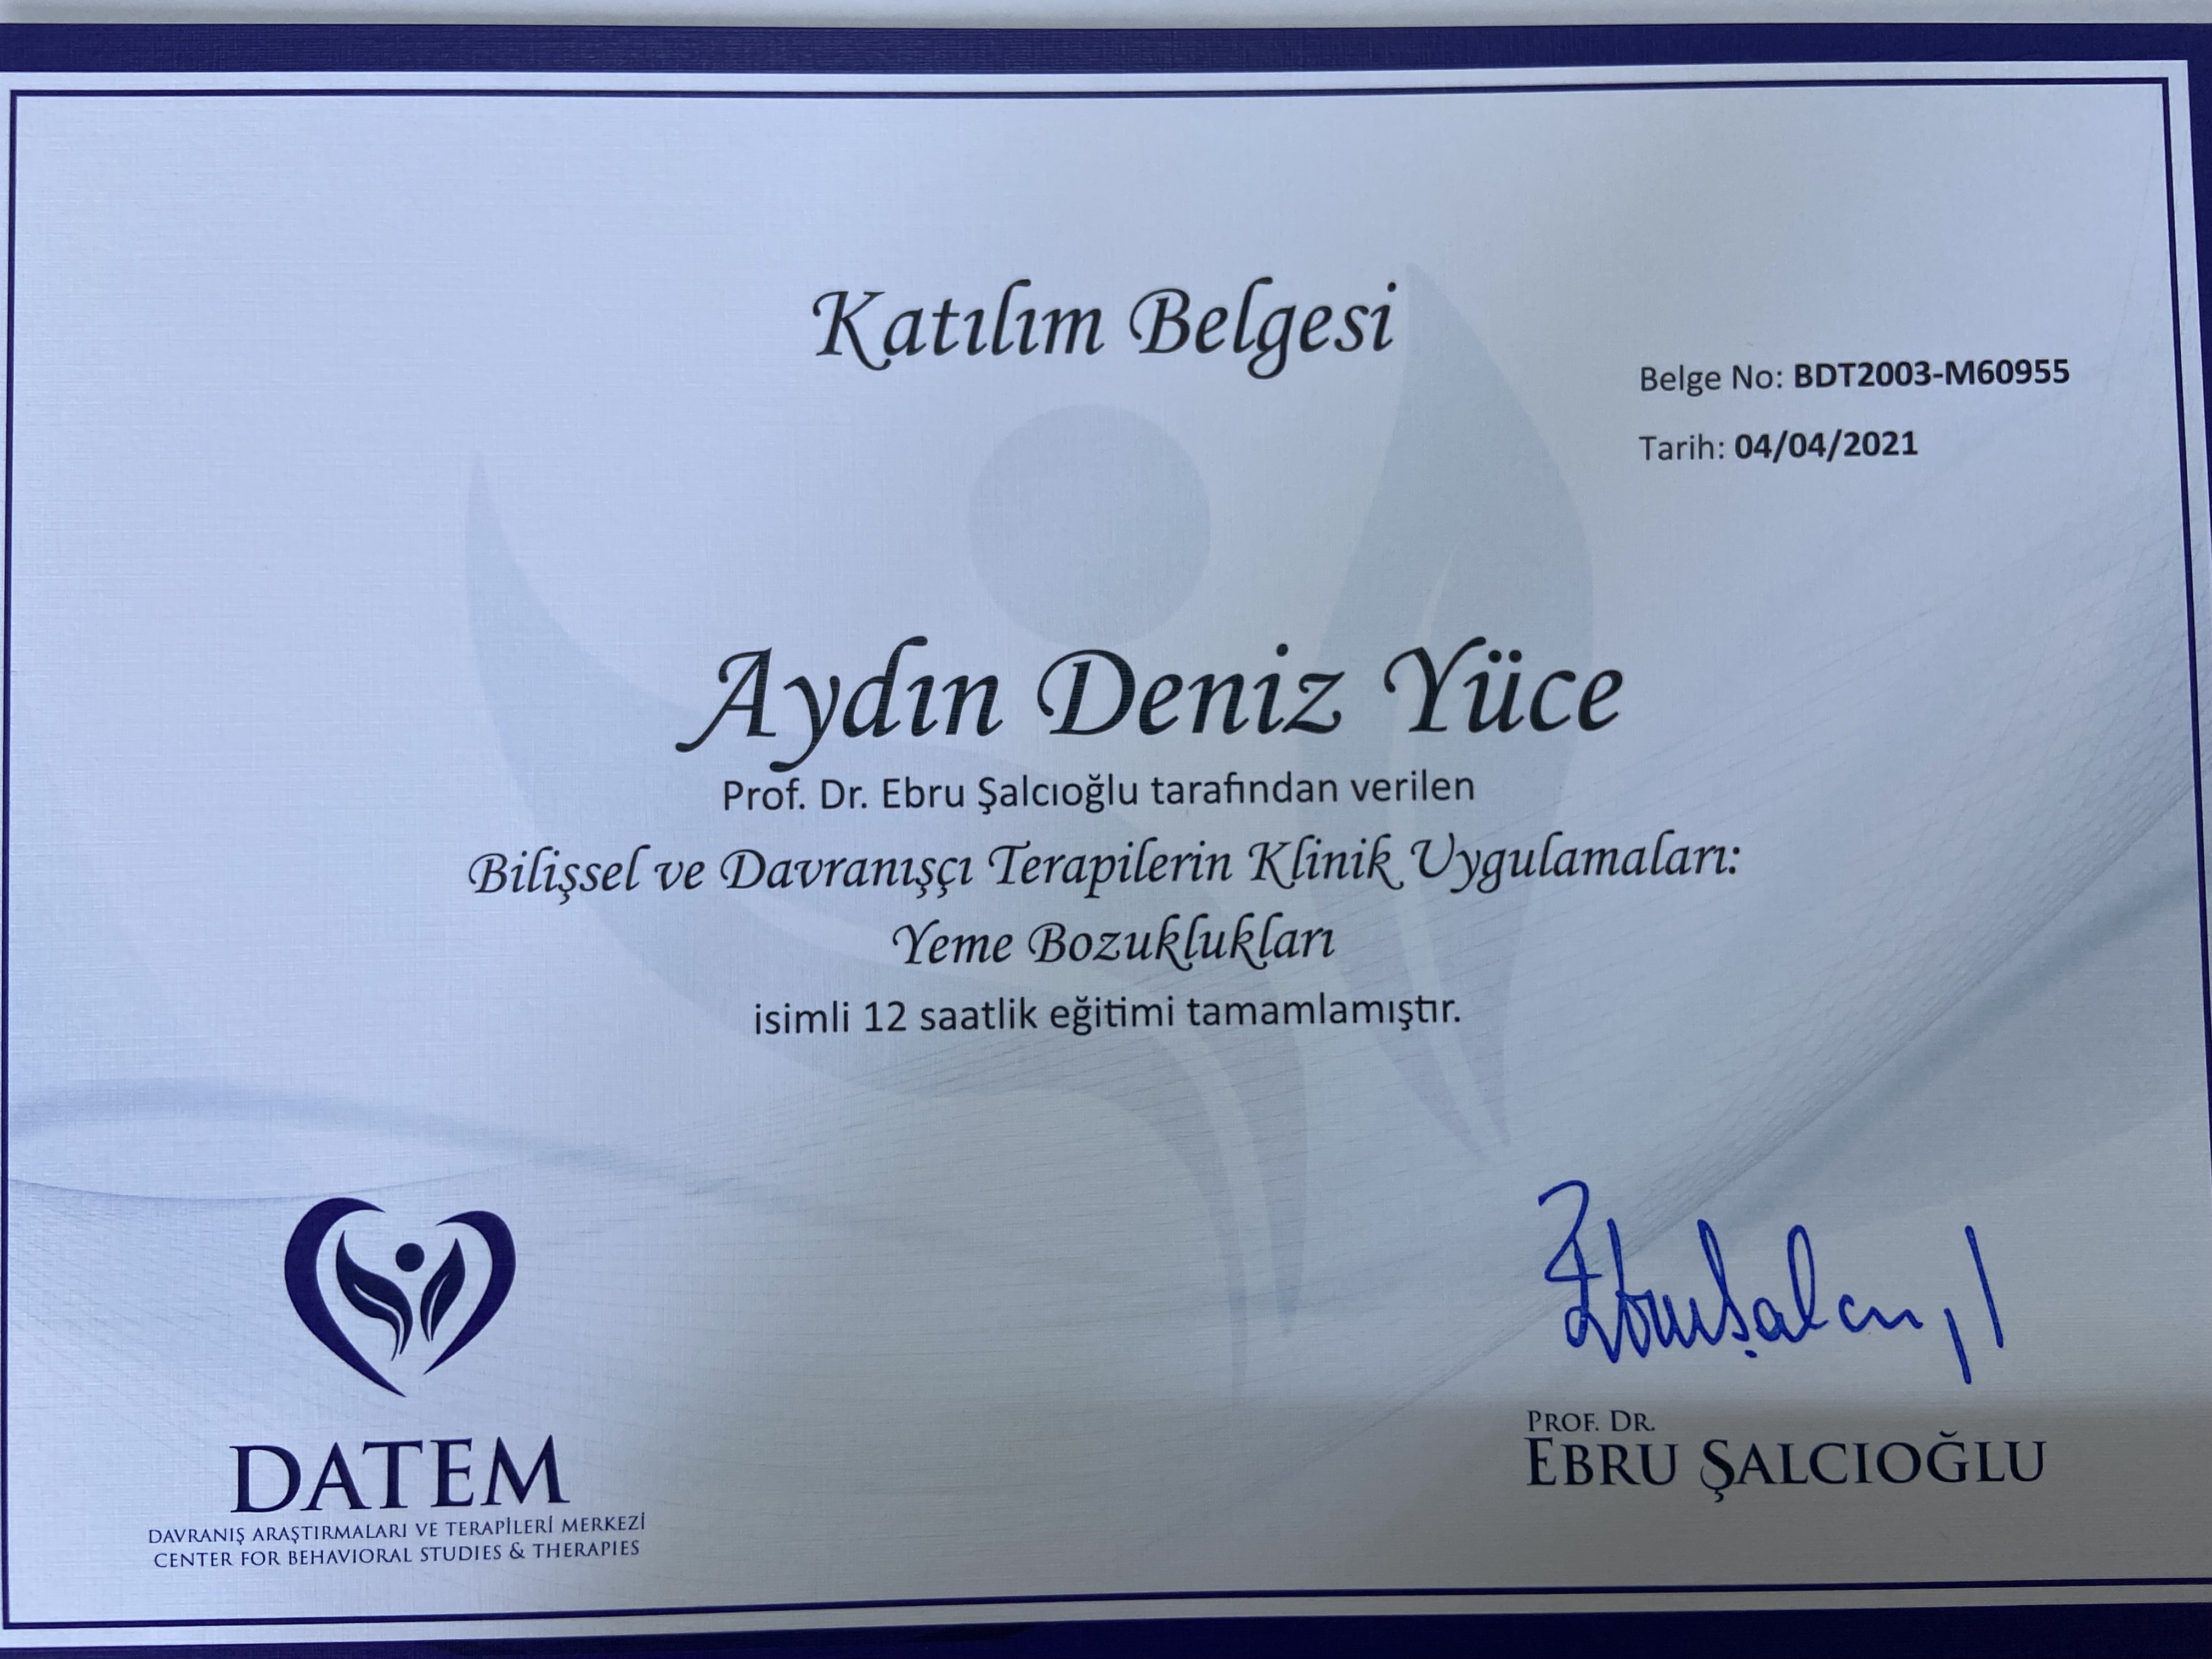 Katılım Belgesi
Belge No: BDT2003-M60955
Tarih: 04/04/2021
Aydın Deniz Yüce
Prof. Dr. Ebru Şalcıoğlu tarafından verilen
Bilişsel ve Davranışçı Terapilerin Klinik Uygulamaları:
Yeme Bozuklukları
isimli 12 saatlik eğitimi tamamlamıştır.
DATEM
DAVRANIŞ ARAŞTIRMALARI VE TERAPİLERİ MERKEZİ
CENTER FOR BEHAVIORAL STUDIES & THERAPIES
PROF. DR.
EBRU ŞALCIOĞLU